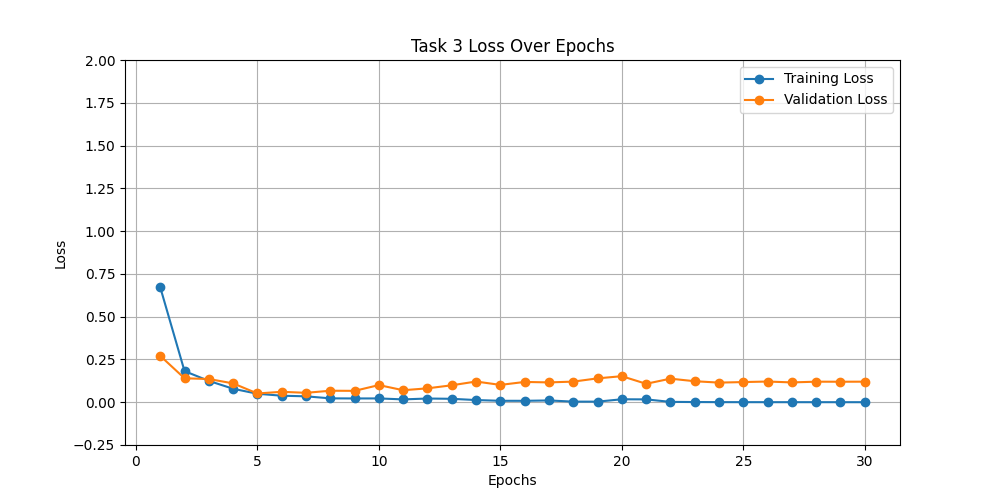 Task 3 Loss Over Epochs
Training Loss
Validation Loss
2.00
1.75
1.50
1.25
1.00
0.75
0.50
0.25
0.00
−0.25
Loss
0 5 10 15 20 25 30
Epochs